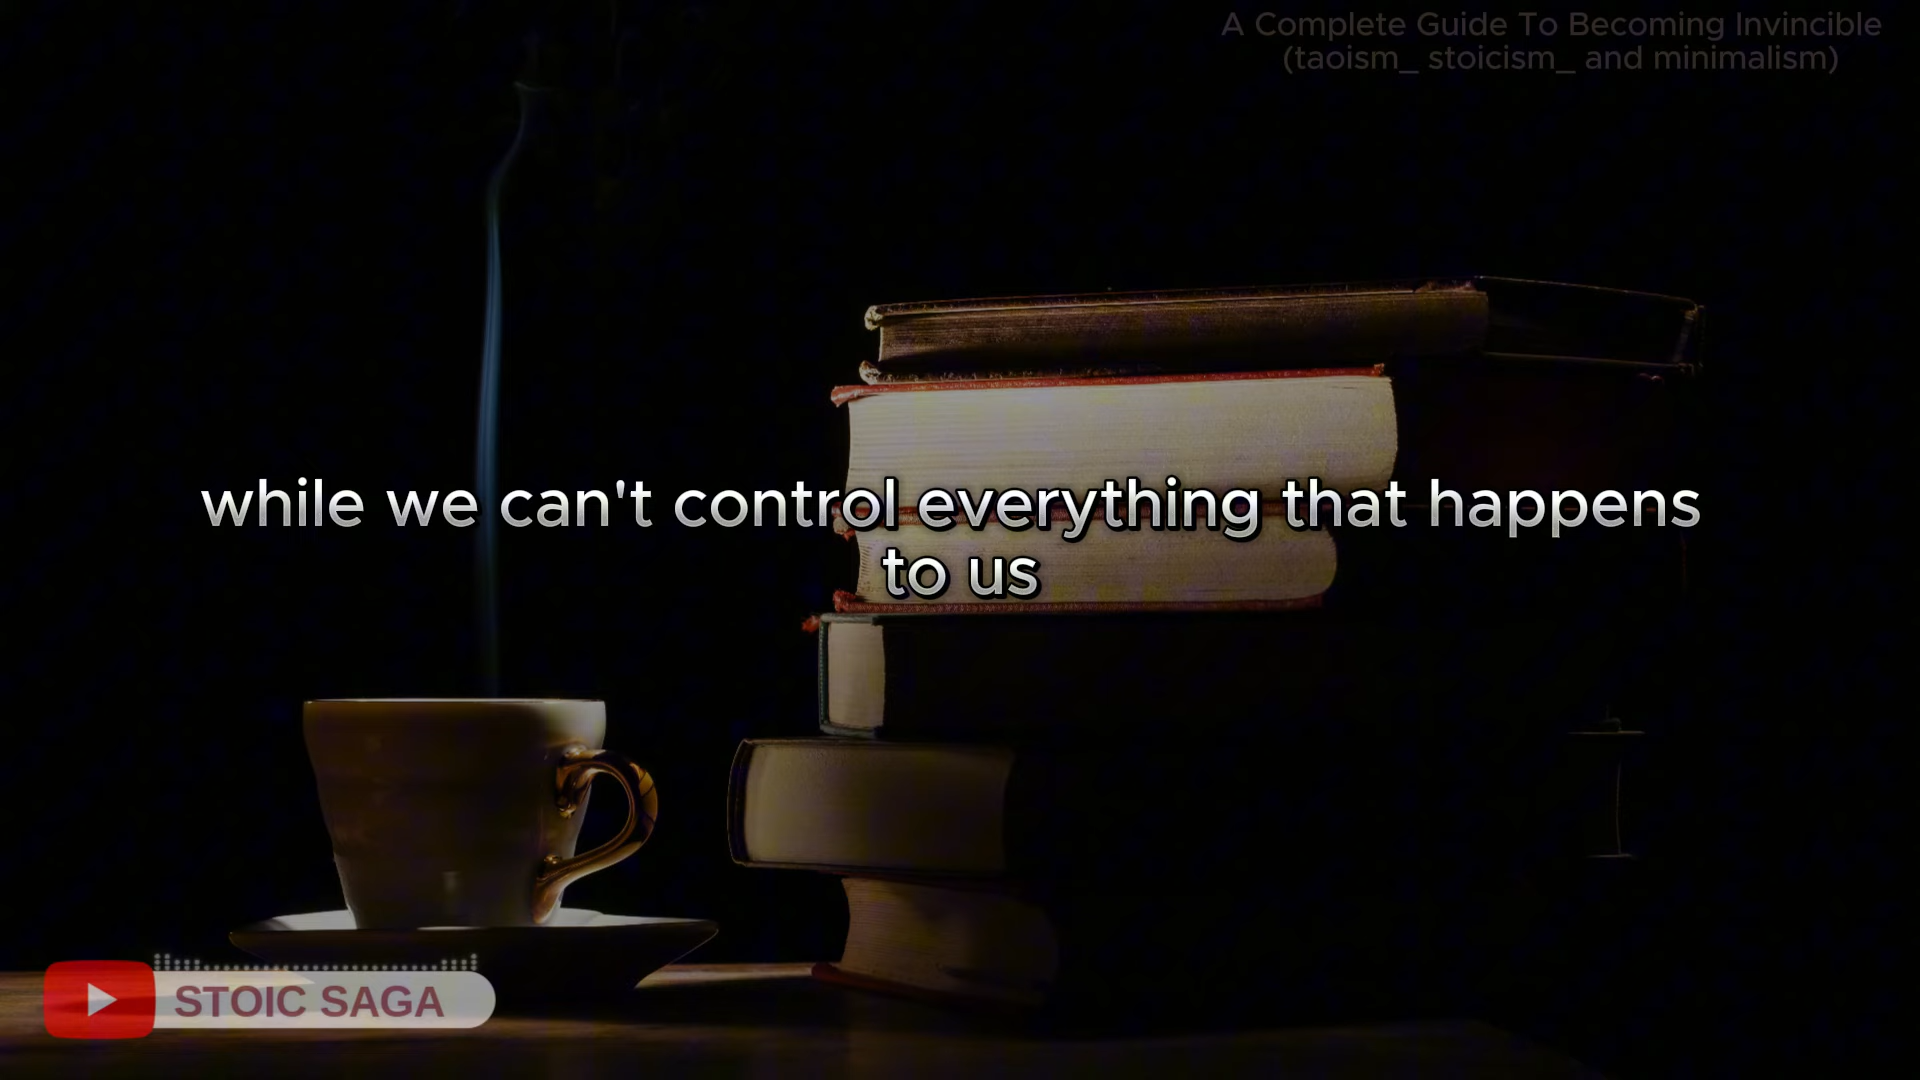 A Complete Guide To Becoming Invincible
(taoism_ stoicism_ and minimalism)
while we can't control everything that happens
to us
STOIC SAGA